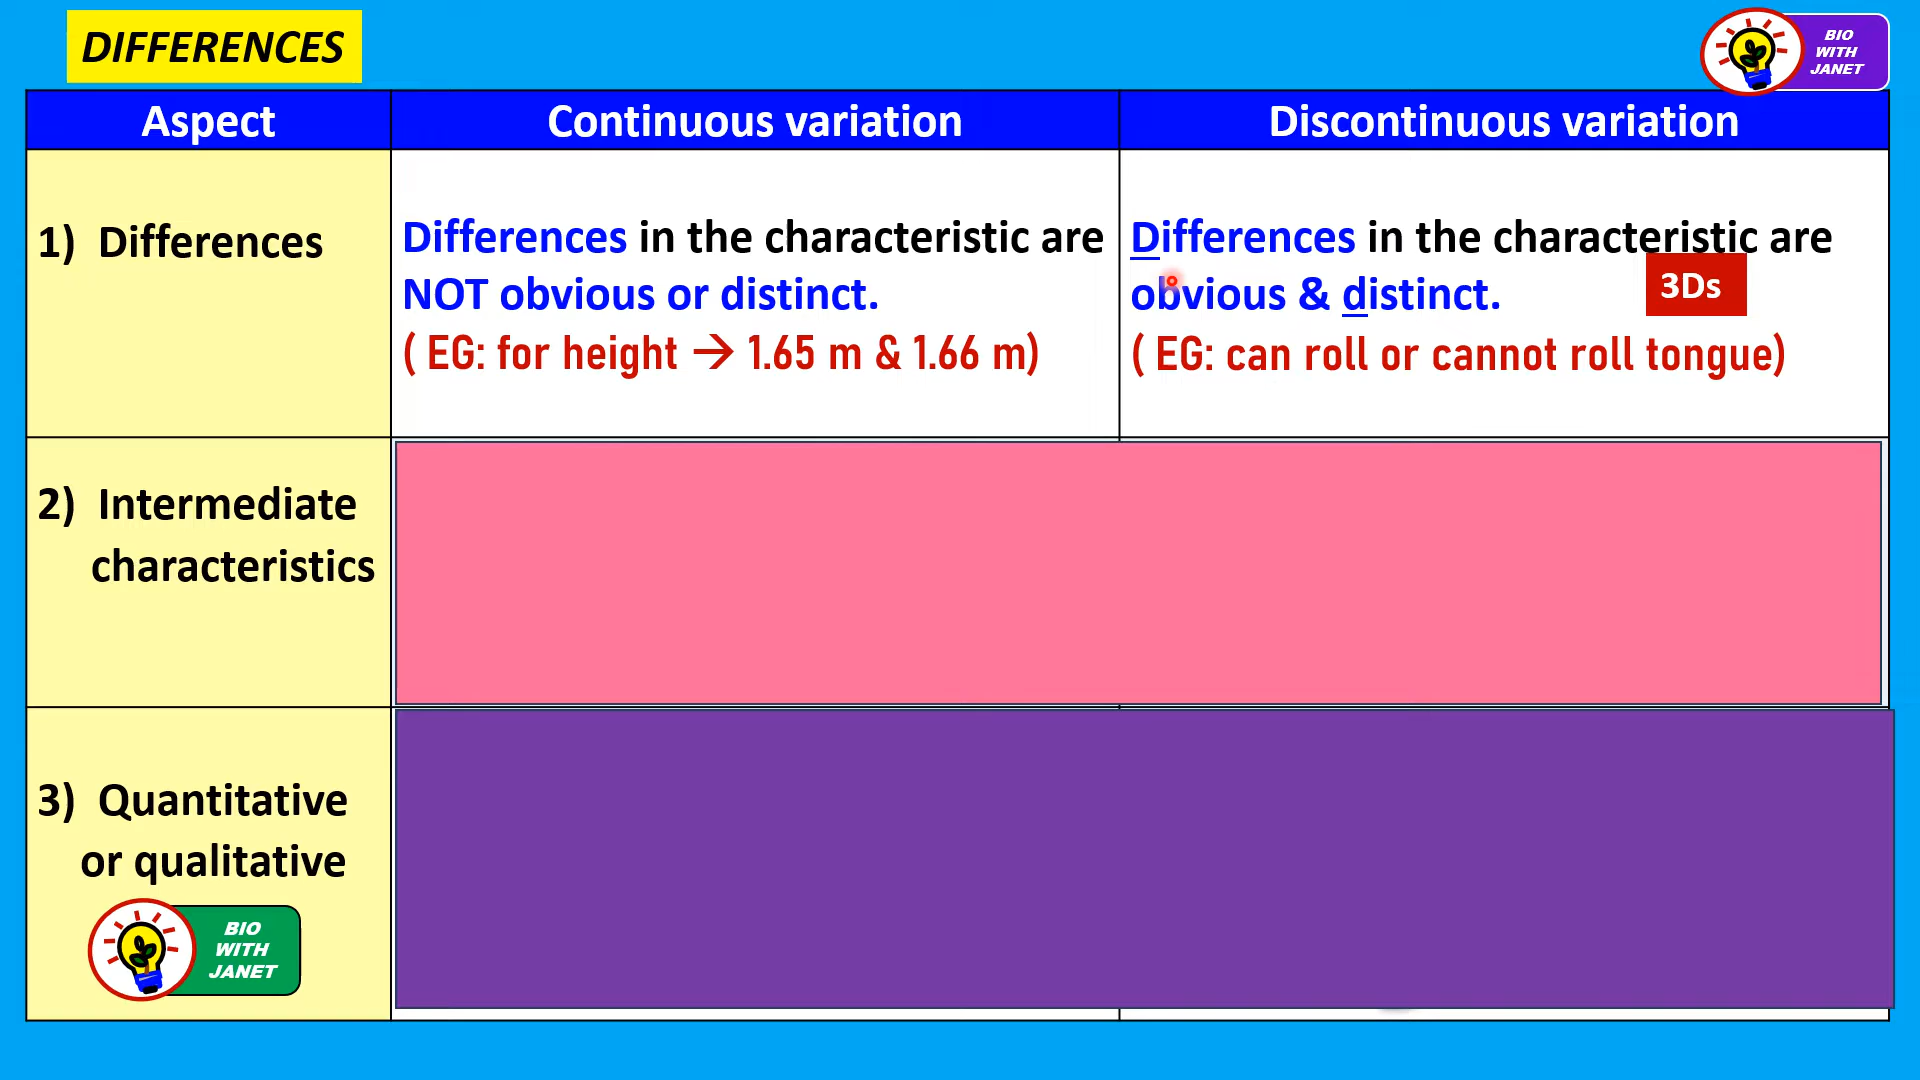 DIFFERENCES
BIO
WITH
JANET
Aspect
Continuous variation
Discontinuous variation
1) Differences
Differences in the characteristic are
NOT obvious or distinct.
( EG: for height → 1.65 m & 1.66 m)
Differences in the characteristic are
obvious & distinct.
3Ds
( EG: can roll or cannot roll tongue)
2) Intermediate
characteristics
3) Quantitative
or qualitative
BIO
WITH
JANET